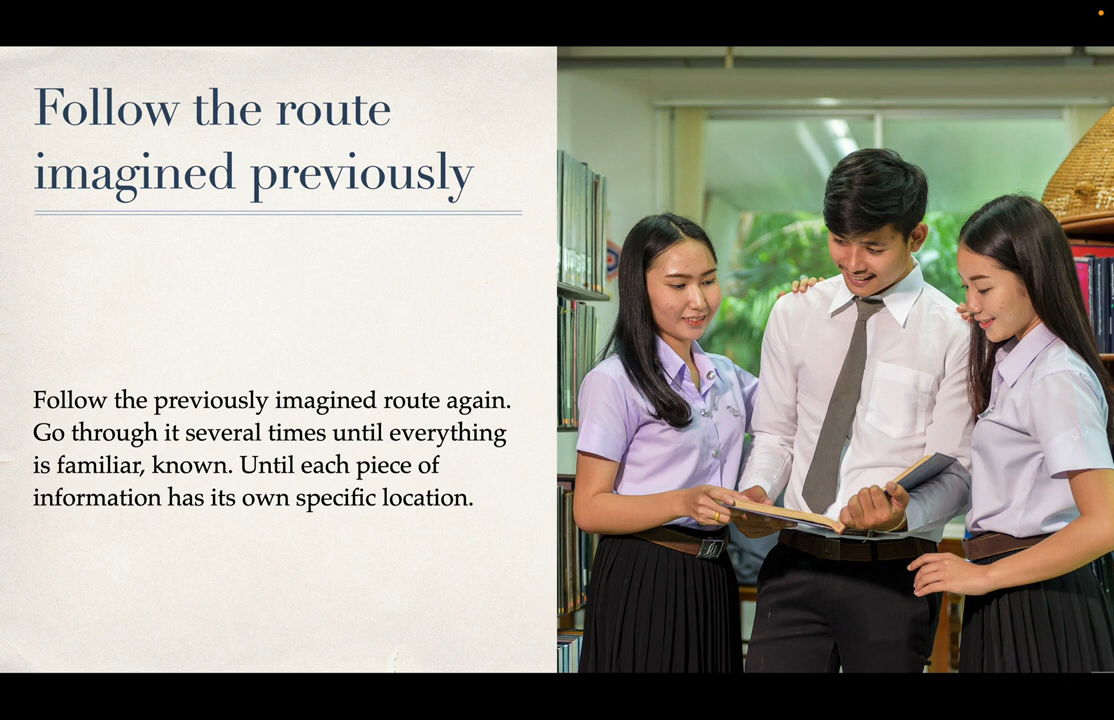 Follow the route
imagined previously
Follow the previously imagined route again.
Go through it several times until everything
is familiar, known. Until each piece of
information has its own specific location.